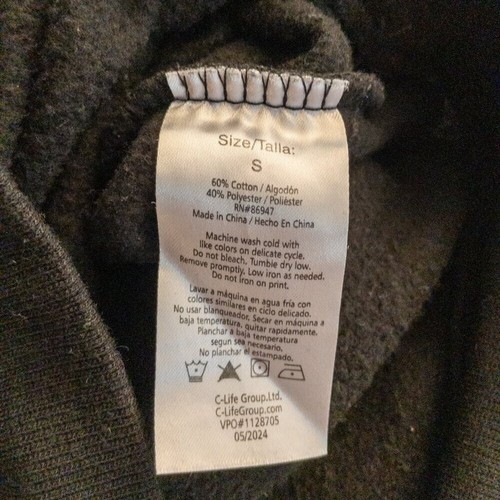 Size/Talla:
S
60% Cotton / Algodón
40% Polyester / Poliéster
RN#86947
Made in China / Hecho En China
Machine wash cold with
like colors on delicate cycle.
Do not bleach. Tumble dry low.
Remove promptly. Low iron as needed.
Do not iron on print.
Lavar a máquina en agua fría con
colores similares en ciclo delicado.
No usar blanqueador. Secar en máquina a
baja temperatura, quitar rapidamente.
Planchar a baja temperatura
segun sea necesario.
No planchar el estampado.
C-Life Group.Ltd.
C-LifeGroup.com
VPO#1128705
05/2024